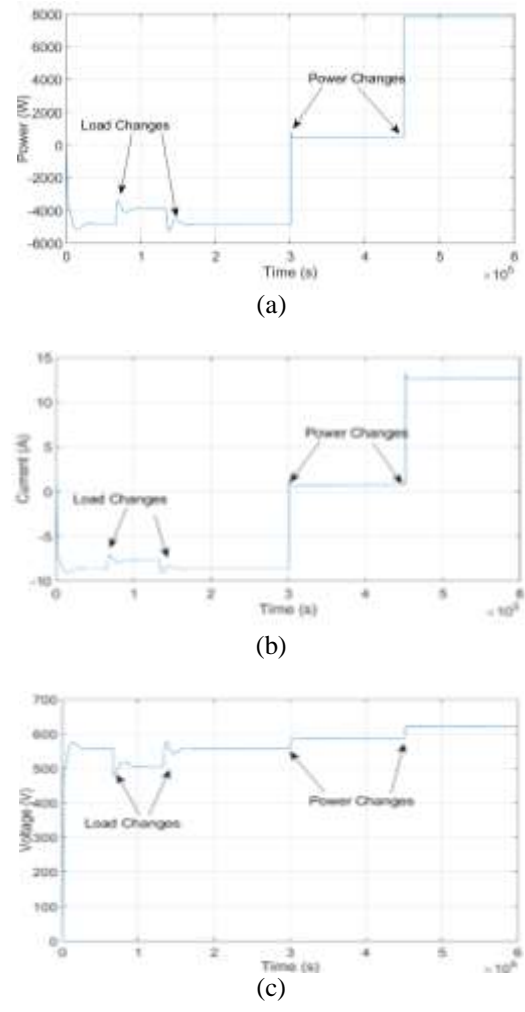 8000
6000
4000
2000
0
-2000
-4000
-6000
Power (W)
Power Changes
Load Changes
0 1 2 3 4 5 6
Time (s)
(a)
15
10
5
0
-5
-10
Current (A)
Power Changes
Load Changes
0 1 2 3 4 5 6
Time (s)
(b)
700
600
500
400
300
200
100
0
Voltage (V)
Load Changes
Power Changes
0 1 2 3 4 5 6
Time (s)
(c)